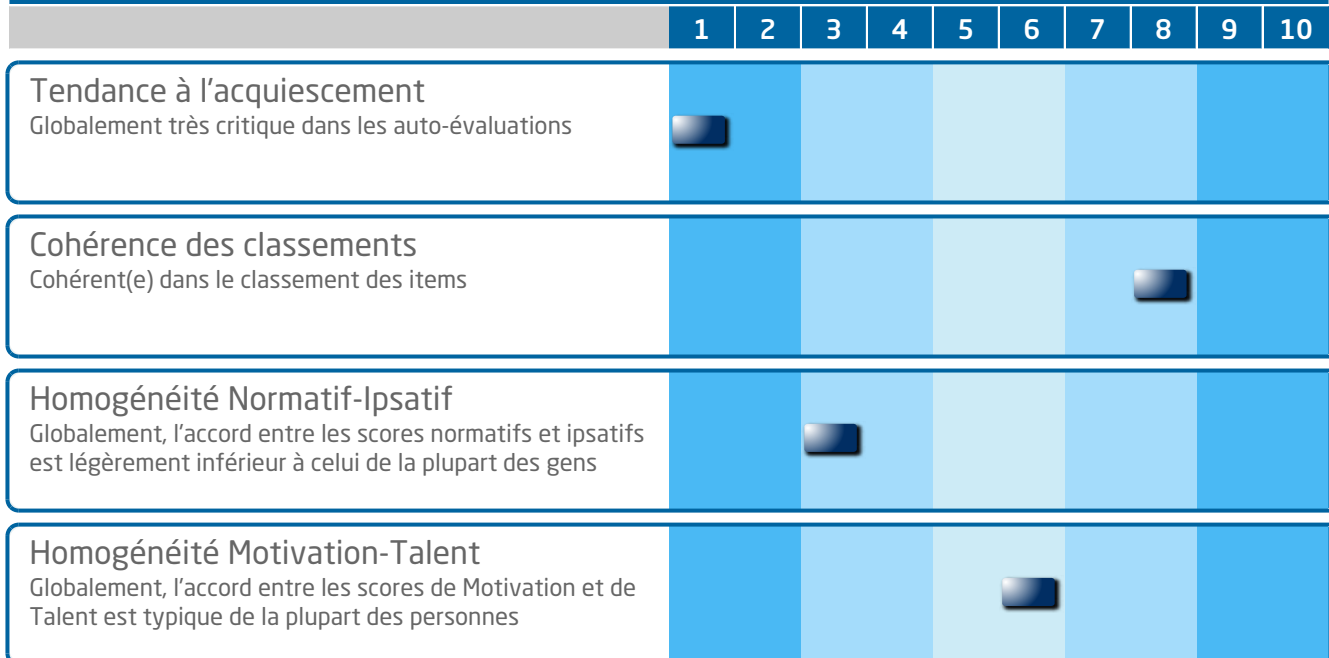 1 2 3 4 5 6 7 8 9 10
Tendance à l’acquiescement
Globalement très critique dans les auto-évaluations
Cohérence des classements
Cohérent(e) dans le classement des items
Homogénéité Normatif-Ipsatif
Globalement, l’accord entre les scores normatifs et ipsatifs
est légèrement inférieur à celui de la plupart des gens
Homogénéité Motivation-Talent
Globalement, l’accord entre les scores de Motivation et de
Talent est typique de la plupart des personnes